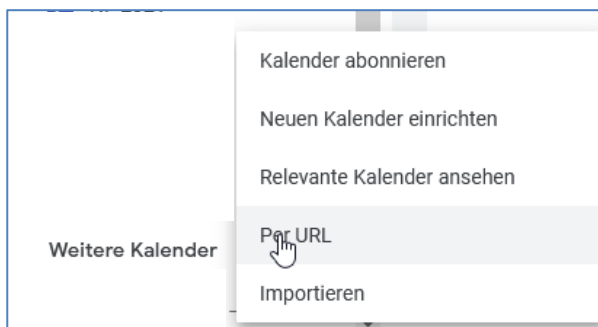 Kalender abonnieren
Neuen Kalender einrichten
Relevante Kalender ansehen
Per URL
Weitere Kalender
Importieren